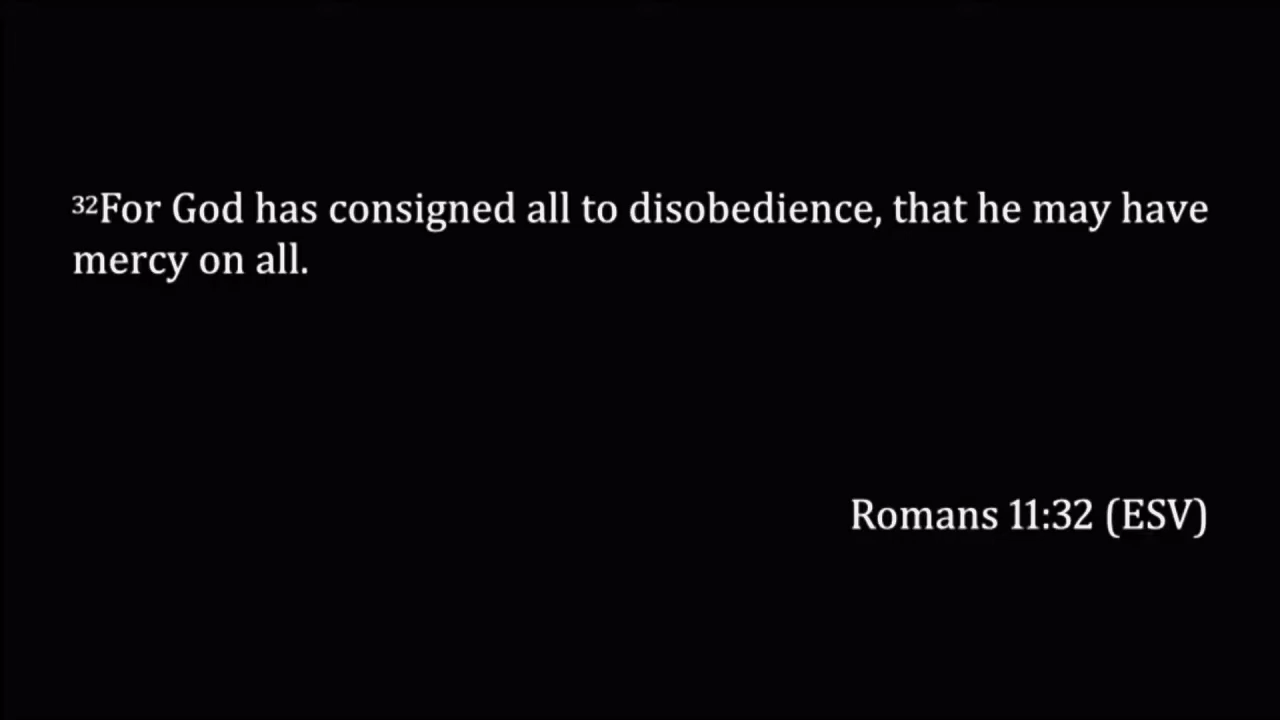 ³²For God has consigned all to disobedience, that he may have
mercy on all.
Romans 11:32 (ESV)